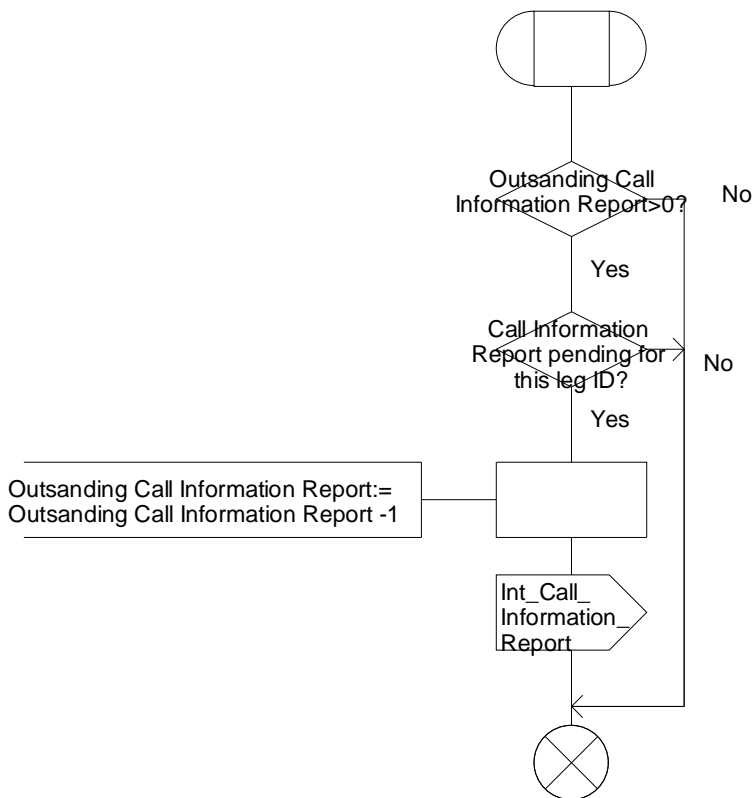 Outsanding Call
Information Report>0?
No
Yes
Call Information
Report pending for
this leg ID?
No
Yes
Outsanding Call Information Report:=
Outsanding Call Information Report -1
Int_Call_
Information_
Report